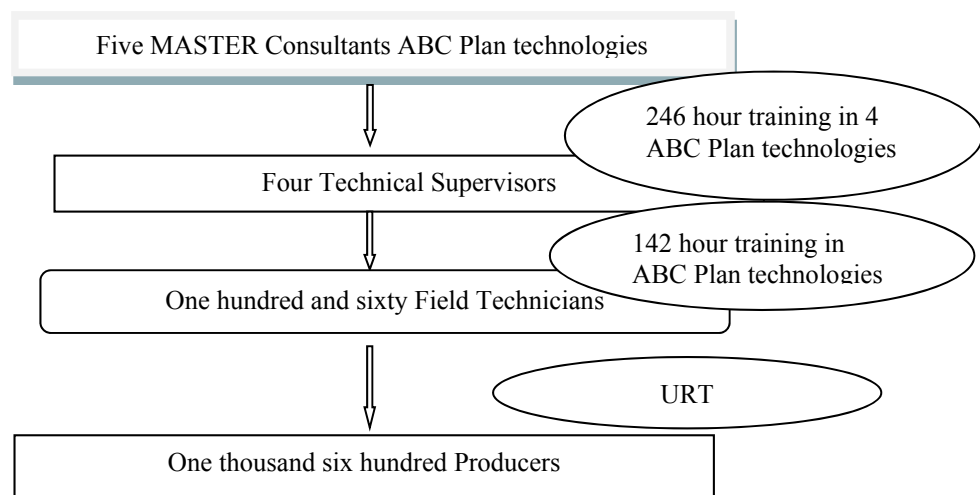 Five MASTER Consultants ABC Plan technologies
246 hour training in 4
ABC Plan technologies
Four Technical Supervisors
142 hour training in
ABC Plan technologies
One hundred and sixty Field Technicians
URT
One thousand six hundred Producers